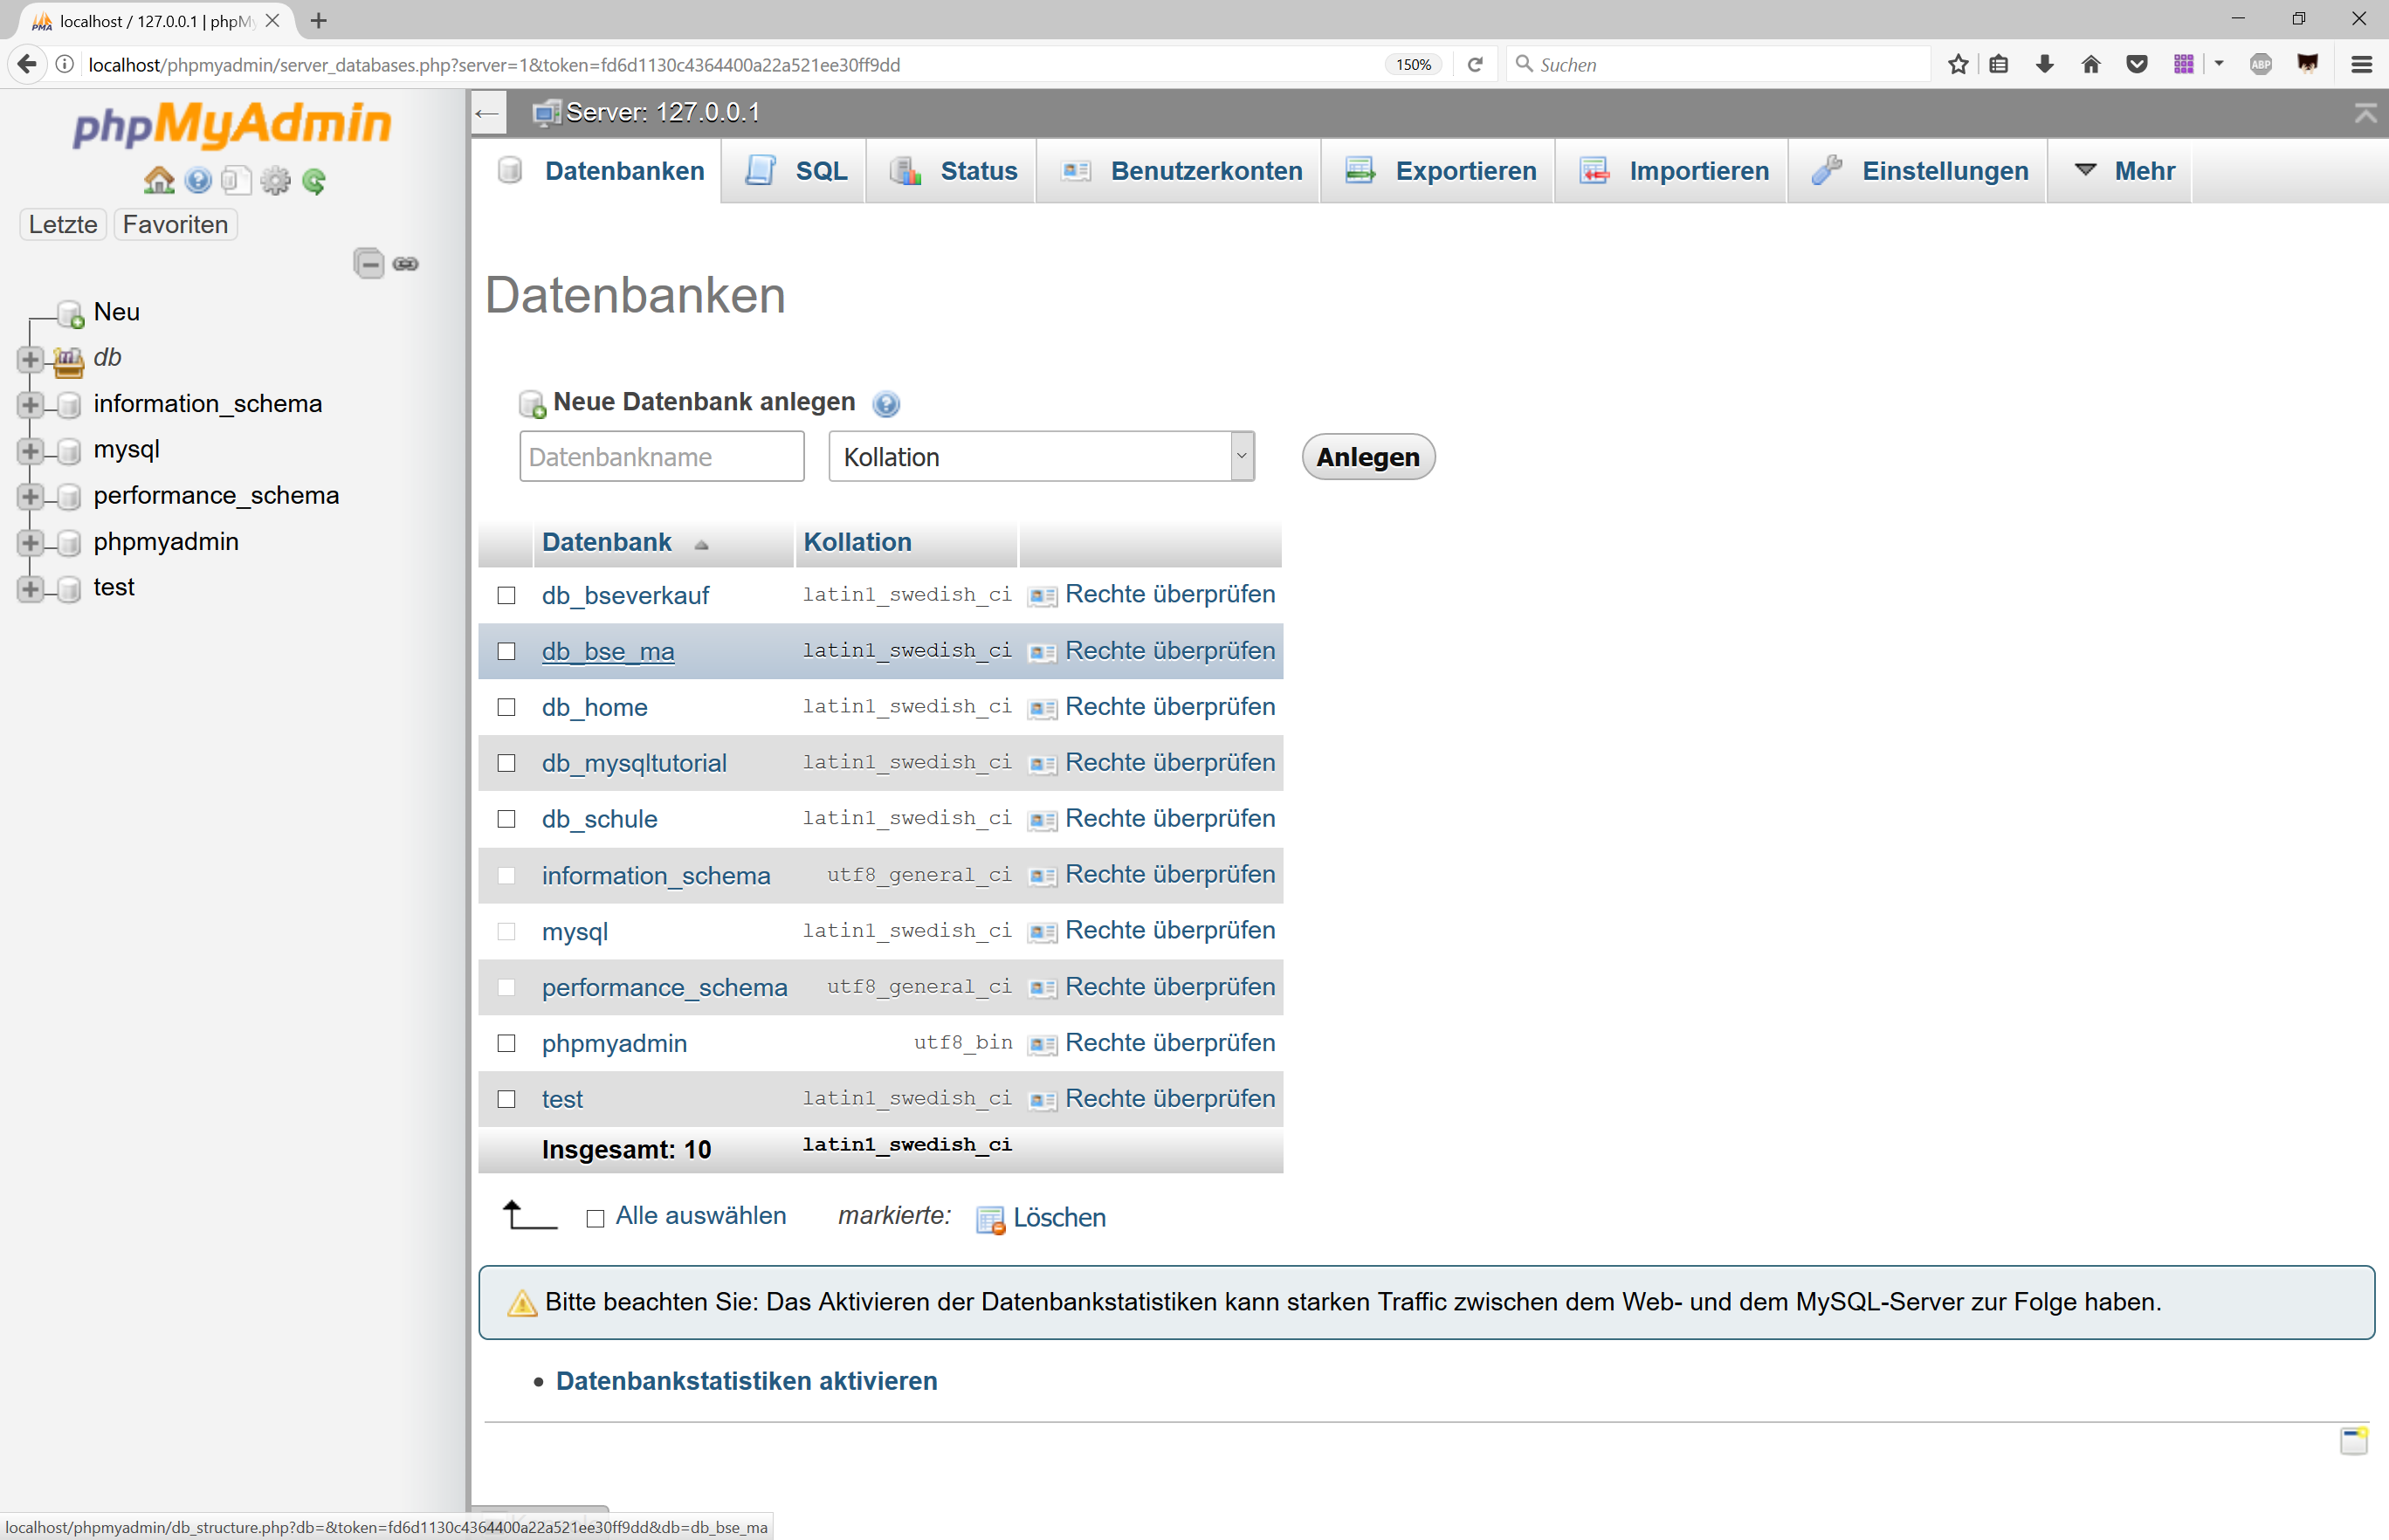 localhost / 127.0.0.1 | phpMy
localhost/phpmyadmin/server_databases.php?server=1&token=fd6d1130c4364400a22a521ee30ff9dd
150%
Suchen
ABP
phpMyAdmin
Letzte
Favoriten
Neu
db
information_schema
mysql
performance_schema
phpmyadmin
test
Server: 127.0.0.1
Datenbanken
SQL
Status
Benutzerkonten
Exportieren
Importieren
Einstellungen
Mehr
Datenbanken
Neue Datenbank anlegen
Datenbankname
Kollation
Anlegen
Datenbank Kollation
db_bseverkauf latin1_swedish_ci Rechte überprüfen
db_bse_ma latin1_swedish_ci Rechte überprüfen
db_home latin1_swedish_ci Rechte überprüfen
db_mysqltutorial latin1_swedish_ci Rechte überprüfen
db_schule latin1_swedish_ci Rechte überprüfen
information_schema utf8_general_ci Rechte überprüfen
mysql latin1_swedish_ci Rechte überprüfen
performance_schema utf8_general_ci Rechte überprüfen
phpmyadmin utf8_bin Rechte überprüfen
test latin1_swedish_ci Rechte überprüfen
Insgesamt: 10 latin1_swedish_ci
Alle auswählen markierte: Löschen
Bitte beachten Sie: Das Aktivieren der Datenbankstatistiken kann starken Traffic zwischen dem Web- und dem MySQL-Server zur Folge haben.
Datenbankstatistiken aktivieren
localhost/phpmyadmin/db_structure.php?db=&token=fd6d1130c4364400a22a521ee30ff9dd&db=db_bse_ma